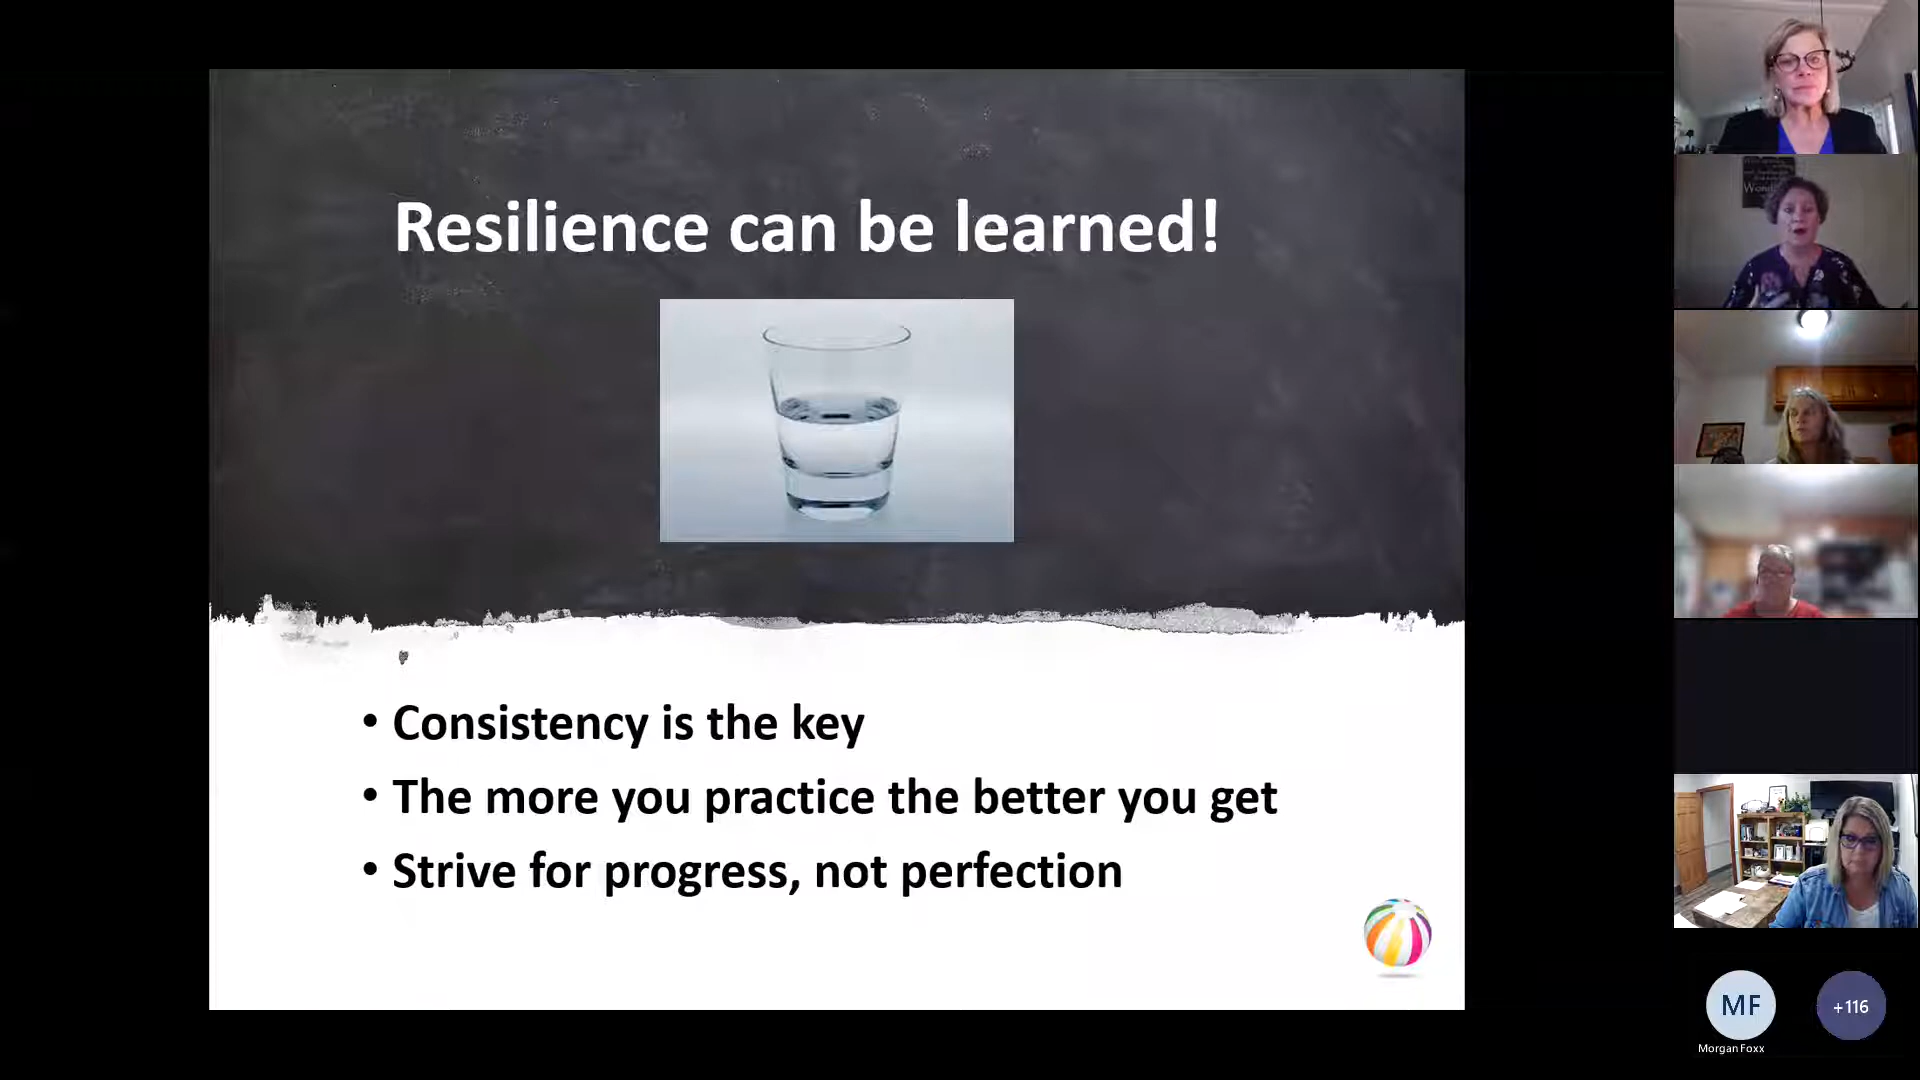 Resilience can be learned!
• Consistency is the key
• The more you practice the better you get
• Strive for progress, not perfection
MF
+116
Morgan Foxx